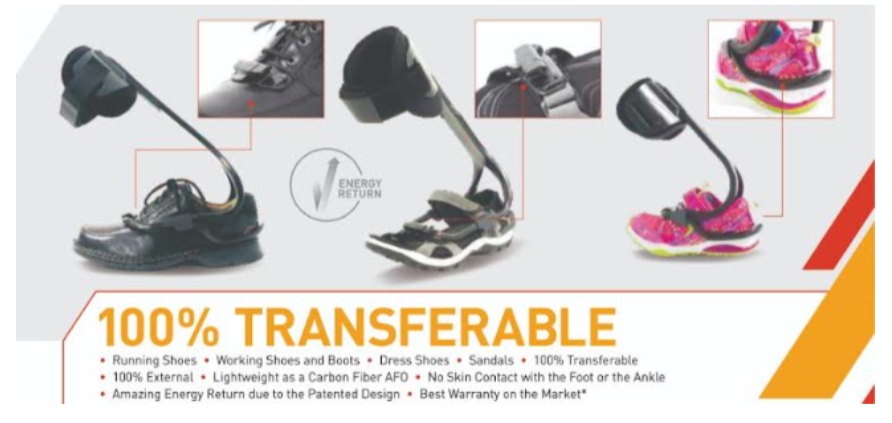 ENERGY
RETURN
100% TRANSFERABLE
• Running Shoes • Working Shoes and Boots • Dress Shoes • Sandals • 100% Transferable
• 100% External • Lightweight as a Carbon Fiber AFO • No Skin Contact with the Foot or the Ankle
• Amazing Energy Return due to the Patented Design • Best Warranty on the Market*